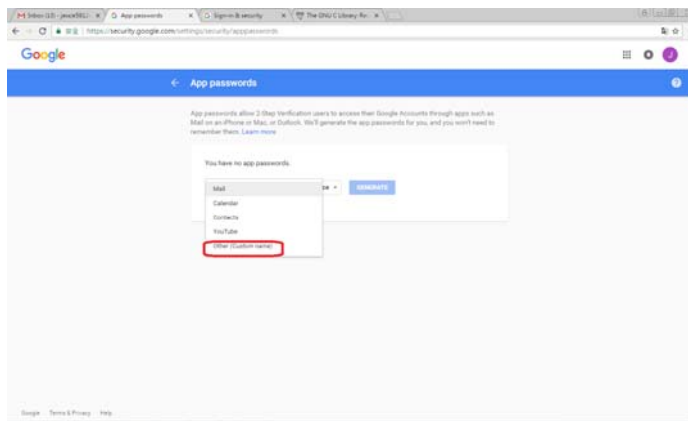 App passwords
Sign-in & security
The GNU C Library
安全
https://security.google.com/settings/security/apppasswords
Google
J
App passwords
App passwords allow 2-Step Verification users to access their Google Accounts through apps such as
Mail on an iPhone or Mac, or Outlook. We'll generate the app passwords for you, and you won't need to
remember them. Learn more
You have no app passwords.
Mail
GENERATE
Calendar
Contacts
YouTube
Other (Custom name)
Google Terms & Privacy Help